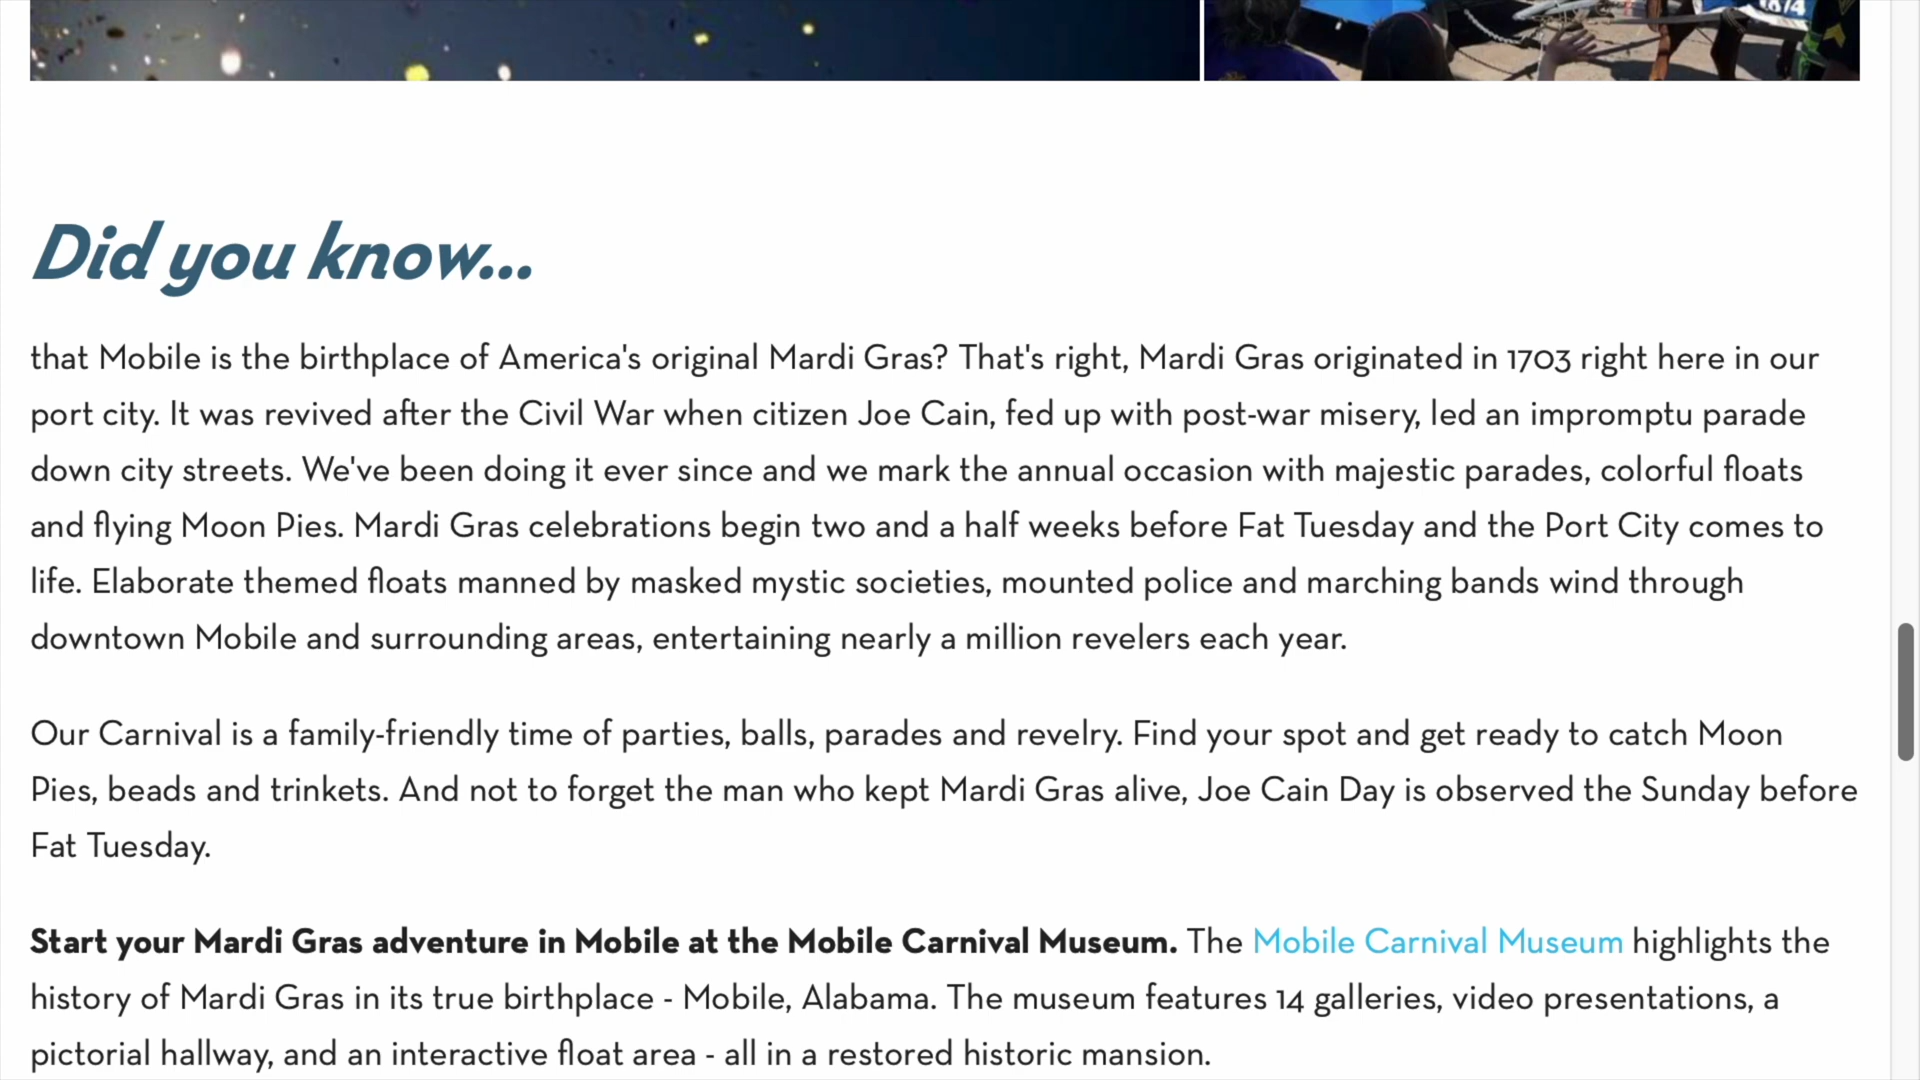 1874
Did you know...
that Mobile is the birthplace of America's original Mardi Gras? That's right, Mardi Gras originated in 1703 right here in our
port city. It was revived after the Civil War when citizen Joe Cain, fed up with post-war misery, led an impromptu parade
down city streets. We've been doing it ever since and we mark the annual occasion with majestic parades, colorful floats
and flying Moon Pies. Mardi Gras celebrations begin two and a half weeks before Fat Tuesday and the Port City comes to
life. Elaborate themed floats manned by masked mystic societies, mounted police and marching bands wind through
downtown Mobile and surrounding areas, entertaining nearly a million revelers each year.
Our Carnival is a family-friendly time of parties, balls, parades and revelry. Find your spot and get ready to catch Moon
Pies, beads and trinkets. And not to forget the man who kept Mardi Gras alive, Joe Cain Day is observed the Sunday before
Fat Tuesday.
Start your Mardi Gras adventure in Mobile at the Mobile Carnival Museum. The Mobile Carnival Museum highlights the
history of Mardi Gras in its true birthplace - Mobile, Alabama. The museum features 14 galleries, video presentations, a
pictorial hallway, and an interactive float area - all in a restored historic mansion.